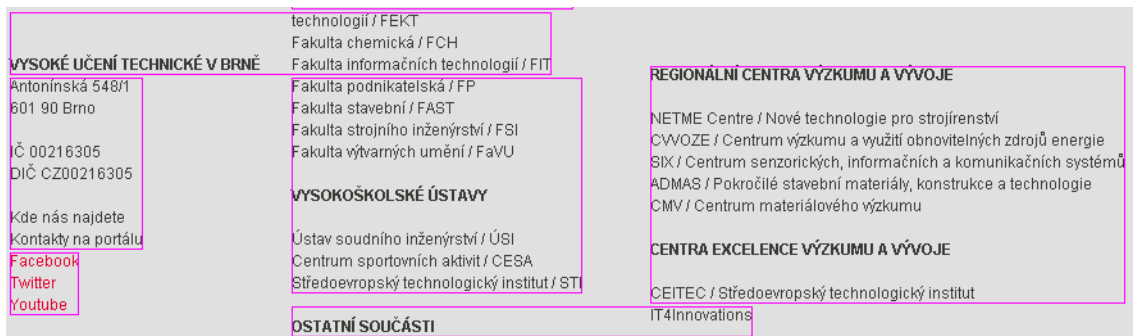 VYSOKÉ UČENÍ TECHNICKÉ V BRNĚ
Antonínská 548/1
601 90 Brno
IČ 00216305
DIČ CZ00216305
Kde nás najdete
Kontakty na portálu
Facebook
Twitter
Youtube
technologií / FEKT
Fakulta chemická / FCH
Fakulta informačních technologií / FIT
Fakulta podnikatelská / FP
Fakulta stavební / FAST
Fakulta strojního inženýrství / FSI
Fakulta výtvarných umění / FaVU
VYSOKOŠKOLSKÉ ÚSTAVY
Ústav soudního inženýrství / ÚSI
Centrum sportovních aktivit / CESA
Středoevropský technologický institut / STI
OSTATNÍ SOUČÁSTI
REGIONÁLNÍ CENTRA VÝZKUMU A VÝVOJE
NETME Centre / Nové technologie pro strojírenství
CVVOZE / Centrum výzkumu a využití obnovitelných zdrojů energie
SIX / Centrum senzorických, informačních a komunikačních systémů
ADMAS / Pokročilé stavební materiály, konstrukce a technologie
CMV / Centrum materiálového výzkumu
CENTRA EXCELENCE VÝZKUMU A VÝVOJE
CEITEC / Středoevropský technologický institut
IT4Innovations